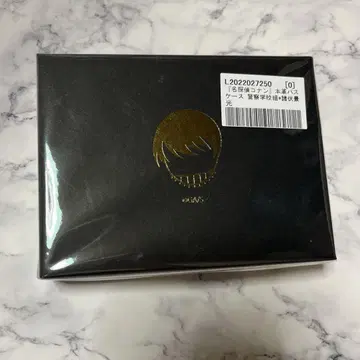 L2022027250 [0]
『名探偵コナン』本革パス
ケース 警察学校組+諸伏景
光